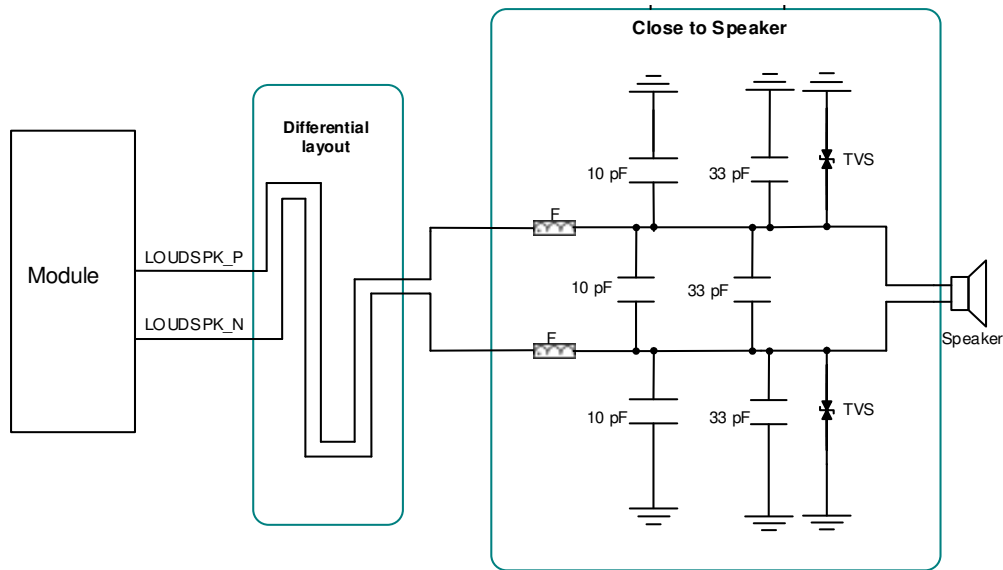 Close to Speaker
Differential
layout
10 pF
33 pF
TVS
F
LOUDSPK_P
Module
10 pF
33 pF
LOUDSPK_N
F
Speaker
10 pF
33 pF
TVS